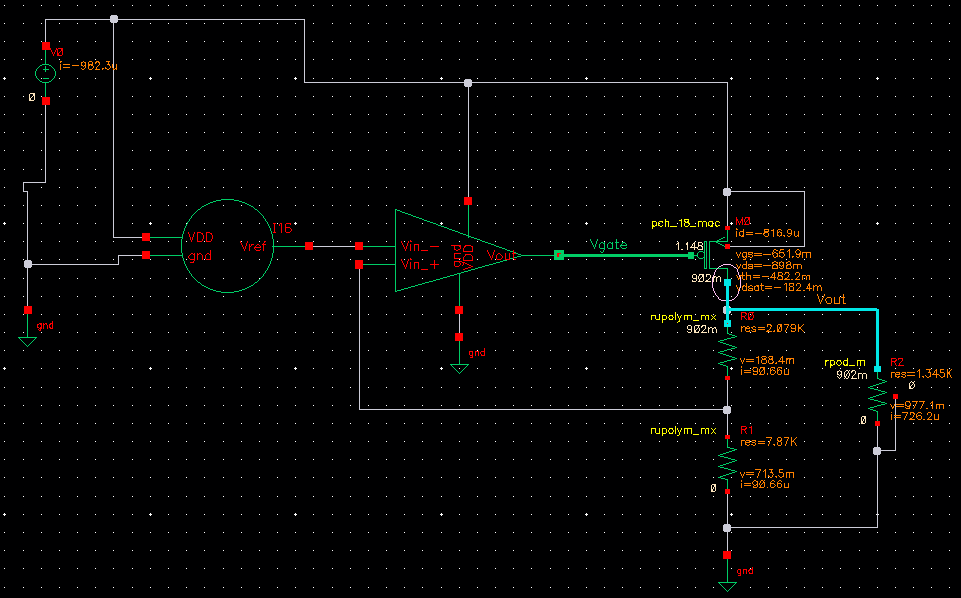 V0
i=-982.3u
0
I16
VDD
gnd
Vref
gnd
Vin_-
Vin_+
gnd
VDD
Vout
gnd
Vgate
pch_18_mac
M0
id=-816.9u
1.148
vgs=-651.9m
vds=-898m
vth=-482.2m
vdsat=-182.4m
902m
Vout
rupolym_mx
R0
902m
res=2.079K
v=188.4m
i=90.66u
rpod_m
R2
902m
res=1.345K
0
v=977.1m
i=726.2u
0
rupolym_mx
R1
res=7.87K
v=713.5m
i=90.66u
0
gnd